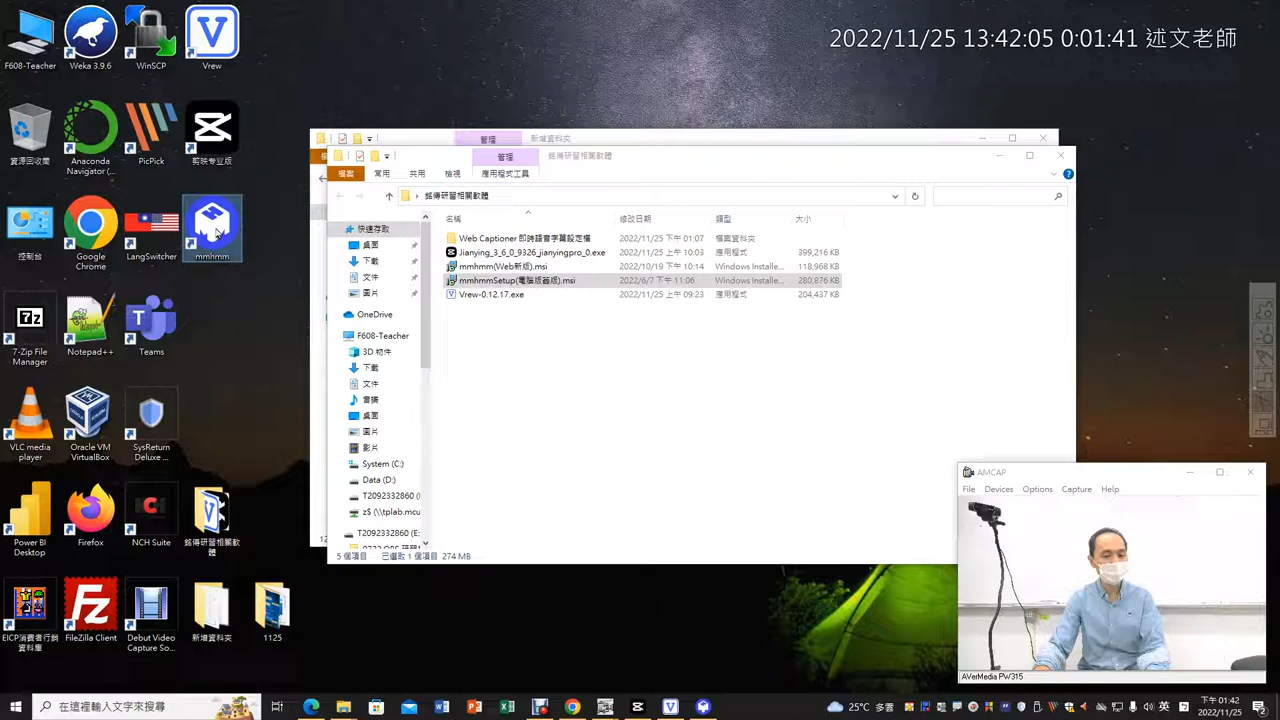 2022/11/25 13:42:05 0:01:41 述文老師
F608-Teacher
Weka 3.9.6
WinSCP
Vrew
資源回收筒
Anaconda
Navigator (...
PicPick
剪映专业版
制台
Google
Chrome
LangSwitcher
mmhmm
7-Zip File
Manager
Notepad++
Teams
VLC media
player
Oracle VM
VirtualBox
SysReturn
Deluxe ...
Power BI
Desktop
Firefox
NCH Suite
銘傳研習相關軟
體
EICP消費者行銷
資料庫
FileZilla Client
Debut Video
Capture So...
新增資料夾
1125
管理
新增資料夾
管理
銘傳研習相關軟體
檔案
常用
共用
檢視
應用程式工具
銘傳研習相關軟體
名稱
修改日期
類型
大小
Web Captioner 即時語音字幕設定檔
2022/11/25 下午 01:07
檔案資料夾
Jianying_3_6_0_9326_jianyingpro_0.exe
2022/11/25 上午 10:03
應用程式
399,216 KB
mmhmm(Web新版).msi
2022/10/19 下午 10:14
Windows Installe...
118,968 KB
mmhmmSetup(電腦版舊版).msi
2022/6/7 下午 11:06
Windows Installe...
280,876 KB
Vrew-0.12.17.exe
2022/11/25 上午 09:23
應用程式
204,437 KB
快速存取
桌面
下載
文件
圖片
OneDrive
F608-Teacher
3D 物件
下載
文件
音樂
桌面
圖片
影片
System (C:)
Data (D:)
T2092332860 (
z$ (\\tplab.mcu
T2092332860 (E:
5 個項目
已選取 1 個項目
274 MB
AMCAP
File
Devices
Options
Capture
Help
AVerMedia PW315
在這裡輸入文字來搜尋
25°C 多雲
英
下午 01:42
2022/11/25